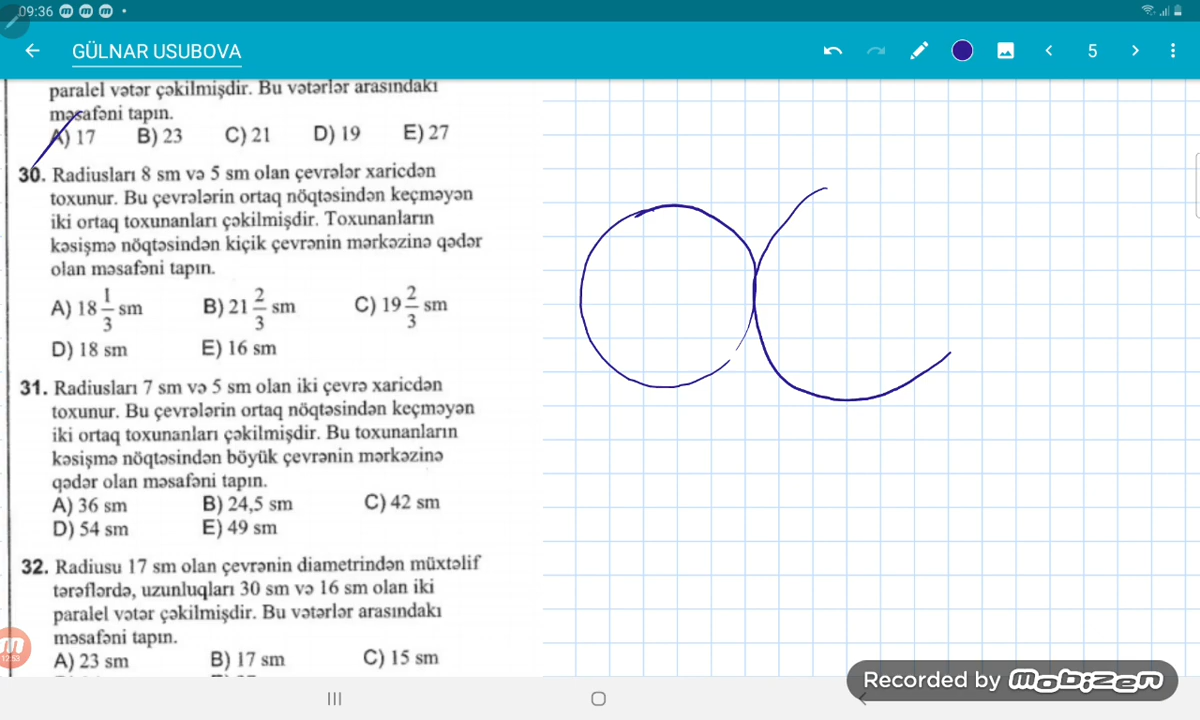 09:36
GÜLNAR USUBOVA
5
paralel vətər çəkilmişdir. Bu vətərlər arasındakı
məsafəni tapın.
A) 17 B) 23 C) 21 D) 19 E) 27
30. Radiusları 8 sm və 5 sm olan çevrələr xaricdən
toxunur. Bu çevrələrin ortaq nöqtəsindən keçməyən
iki ortaq toxunanları çəkilmişdir. Toxunanların
kəsişmə nöqtəsindən kiçik çevrənin mərkəzinə qədər
olan məsafəni tapın.
A) 18 1/3 sm B) 21 2/3 sm C) 19 2/3 sm
D) 18 sm E) 16 sm
31. Radiusları 7 sm və 5 sm olan iki çevrə xaricdən
toxunur. Bu çevrələrin ortaq nöqtəsindən keçməyən
iki ortaq toxunanları çəkilmişdir. Bu toxunanların
kəsişmə nöqtəsindən böyük çevrənin mərkəzinə
qədər olan məsafəni tapın.
A) 36 sm B) 24,5 sm C) 42 sm
D) 54 sm E) 49 sm
32. Radiusu 17 sm olan çevrənin diametrindən müxtəlif
tərəflərdə, uzunluqları 30 sm və 16 sm olan iki
paralel vətər çəkilmişdir. Bu vətərlər arasındakı
məsafəni tapın.
A) 23 sm B) 17 sm C) 15 sm
12:53
Recorded by mobizen